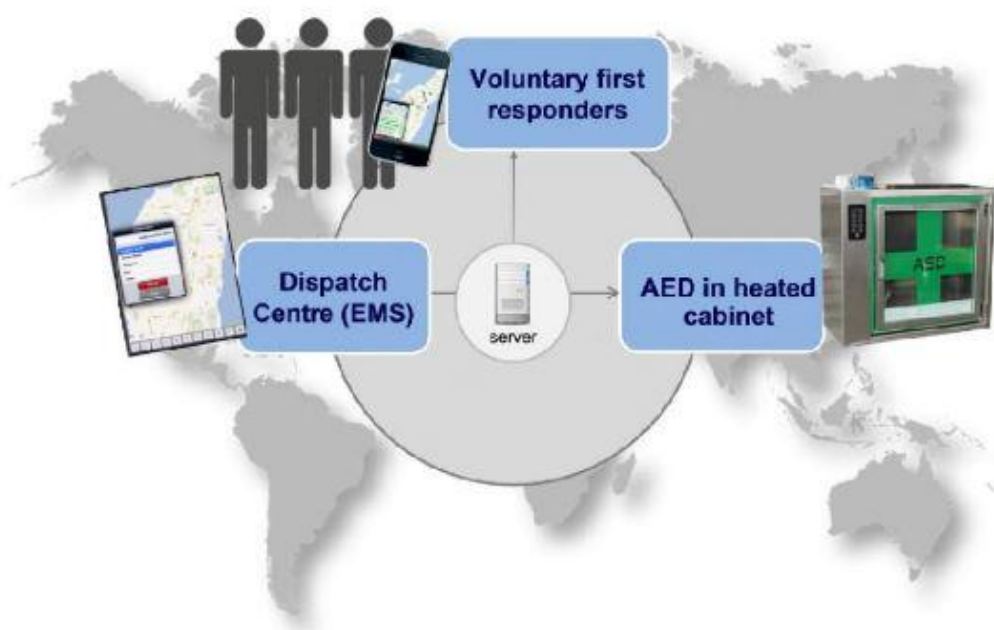 Voluntary first
responders
Dispatch
Centre (EMS)
server
AED in heated
cabinet
ASD